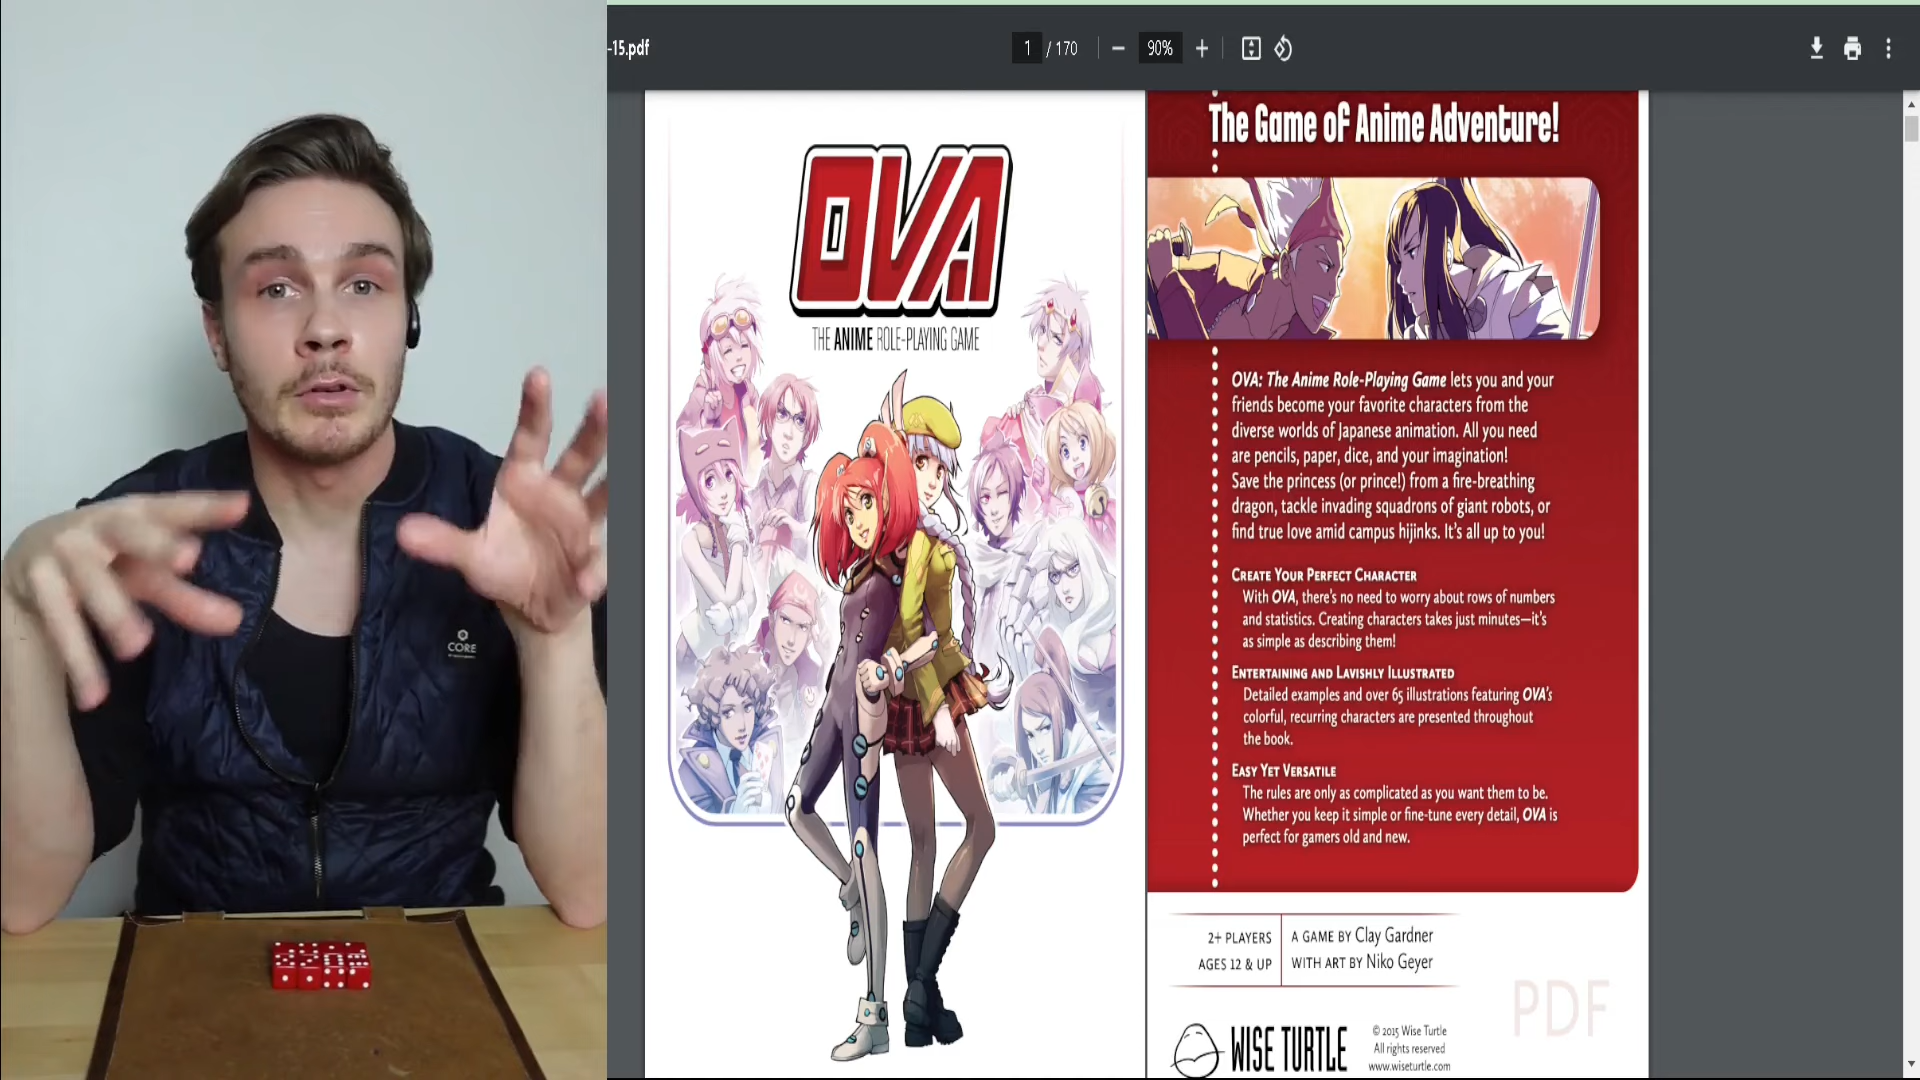 -15.pdf
1 / 170
90%
CORE
OVA
THE ANIME ROLE-PLAYING GAME
The Game of Anime Adventure!
OVA: The Anime Role-Playing Game lets you and your
friends become your favorite characters from the
diverse worlds of Japanese animation. All you need
are pencils, paper, dice, and your imagination!
Save the princess (or prince!) from a fire-breathing
dragon, tackle invading squadrons of giant robots, or
find true love amid campus hijinks. It's all up to you!
CREATE YOUR PERFECT CHARACTER
With OVA, there's no need to worry about rows of numbers
and statistics. Creating characters takes just minutes—it's
as simple as describing them!
ENTERTAINING AND LAVISHLY ILLUSTRATED
Detailed examples and over 65 illustrations featuring OVA's
colorful, recurring characters are presented throughout
the book.
EASY YET VERSATILE
The rules are only as complicated as you want them to be.
Whether you keep it simple or fine-tune every detail, OVA is
perfect for gamers old and new.
2+ PLAYERS
AGES 12 & UP
A GAME BY Clay Gardner
WITH ART BY Niko Geyer
PDF
WISE TURTLE
© 2015 Wise Turtle
All rights reserved
www.wiseturtle.com